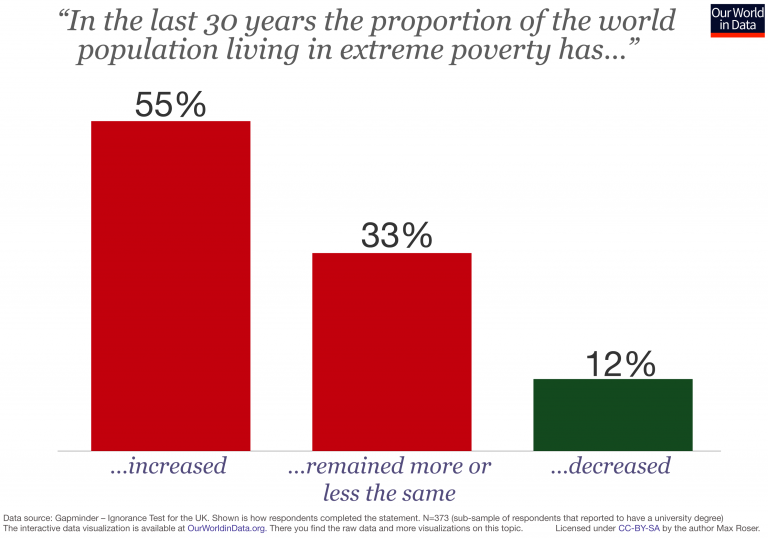 “In the last 30 years the proportion of the world
population living in extreme poverty has...”
Our World
in Data
55%
33%
12%
...increased
...remained more or
less the same
...decreased
Data source: Gapminder – Ignorance Test for the UK. Shown is how respondents completed the statement. N=373 (sub-sample of respondents that reported to have a university degree)
The interactive data visualization is available at OurWorldinData.org. There you find the raw data and more visualizations on this topic.
Licensed under CC-BY-SA by the author Max Roser.